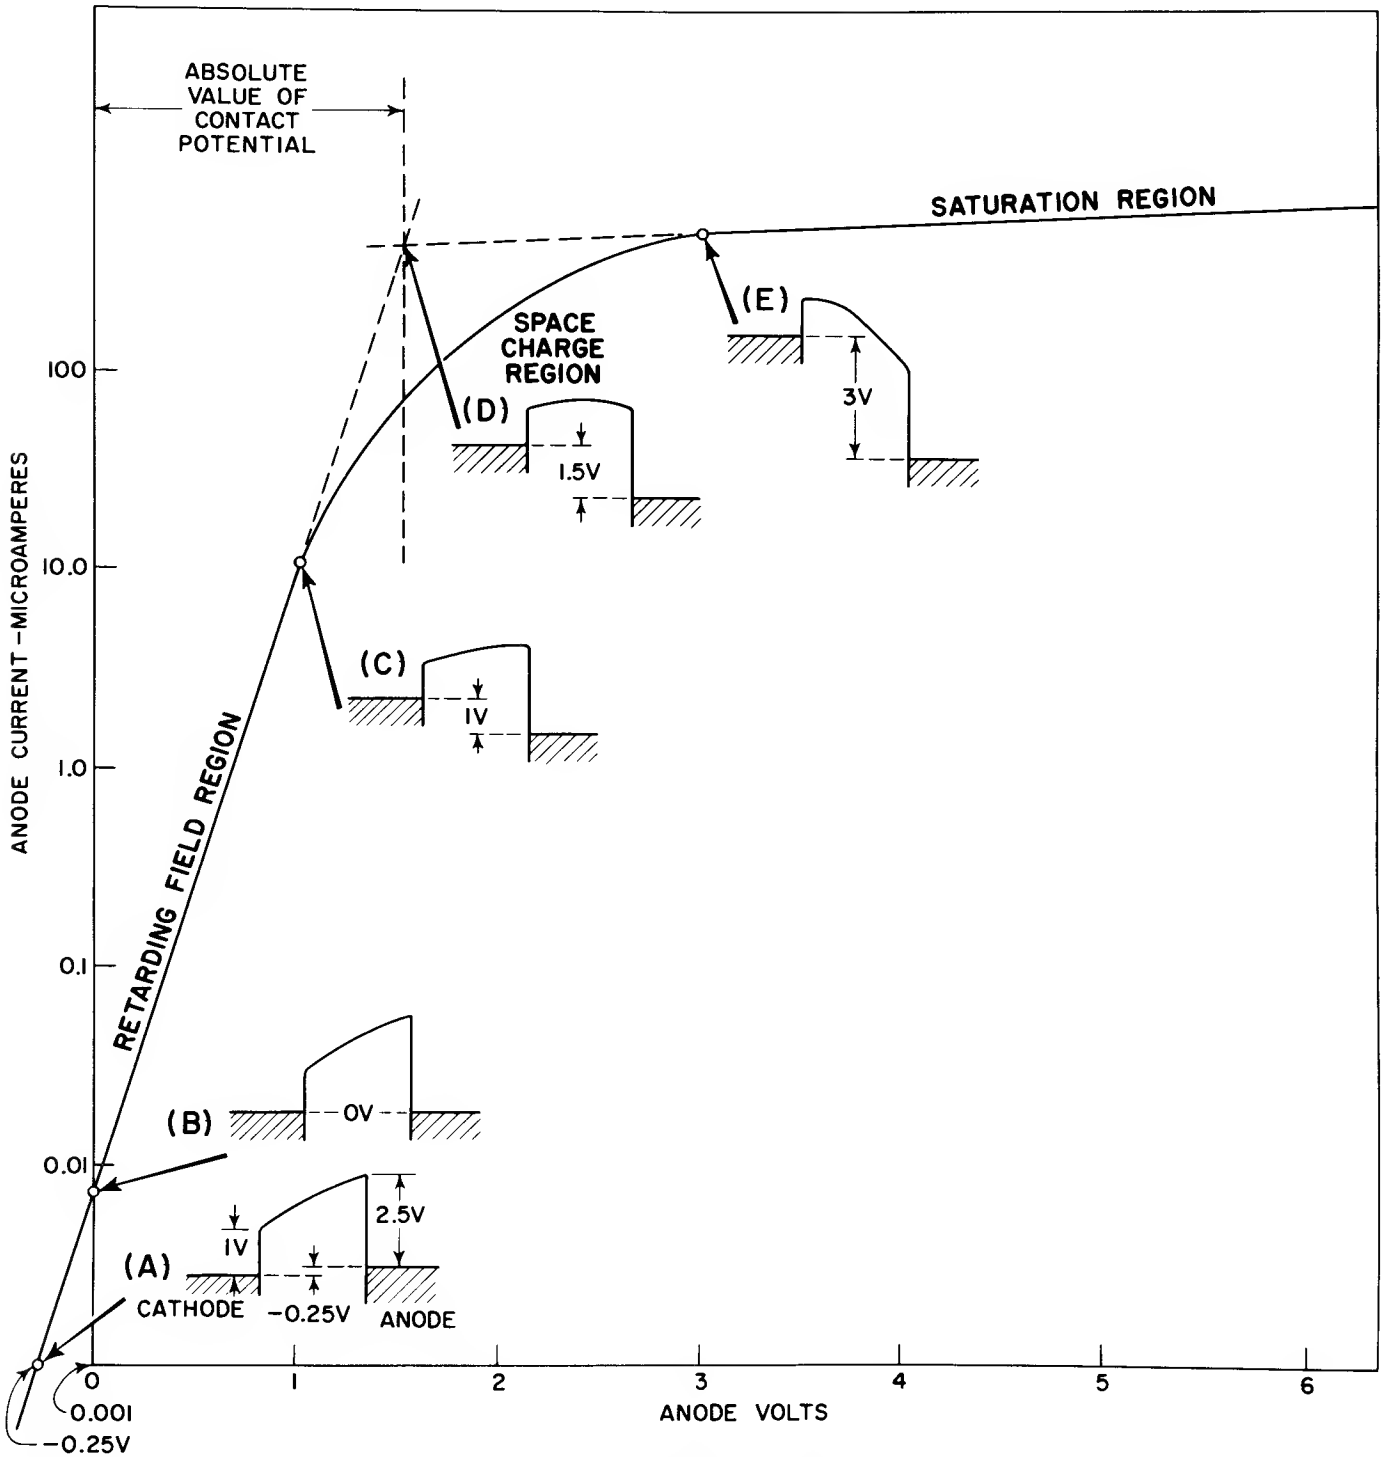 ABSOLUTE
VALUE OF
CONTACT
POTENTIAL
SATURATION REGION
(E)
SPACE
CHARGE
REGION
100
3V
(D)
1.5V
ANODE CURRENT - MICROAMPERES
10.0
(C)
1V
1.0
RETARDING FIELD REGION
0.1
(B)
0V
0.01
2.5V
1V
(A)
CATHODE
-0.25V
ANODE
0
1
2
3
4
5
6
0.001
ANODE VOLTS
-0.25V